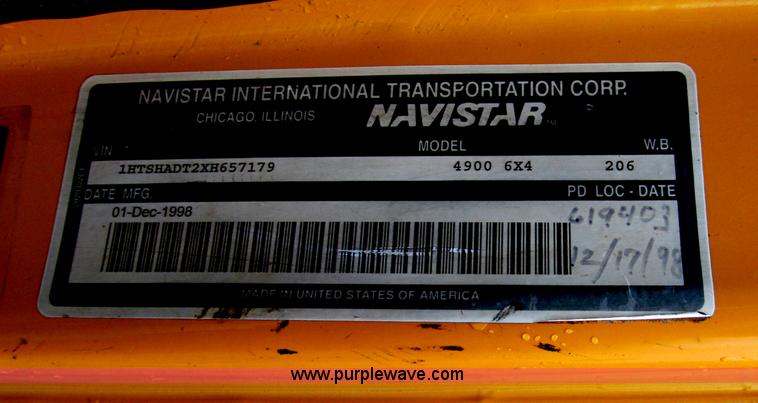 NAVISTAR INTERNATIONAL TRANSPORTATION CORP.
CHICAGO, ILLINOIS NAVISTAR
VIN MODEL W.B.
1HTSHADT2XH657179 4900 6X4 206
DATE MFG. PD LOC - DATE
01-Dec-1998 619403
12/17/98
MADE IN UNITED STATES OF AMERICA
www.purplewave.com